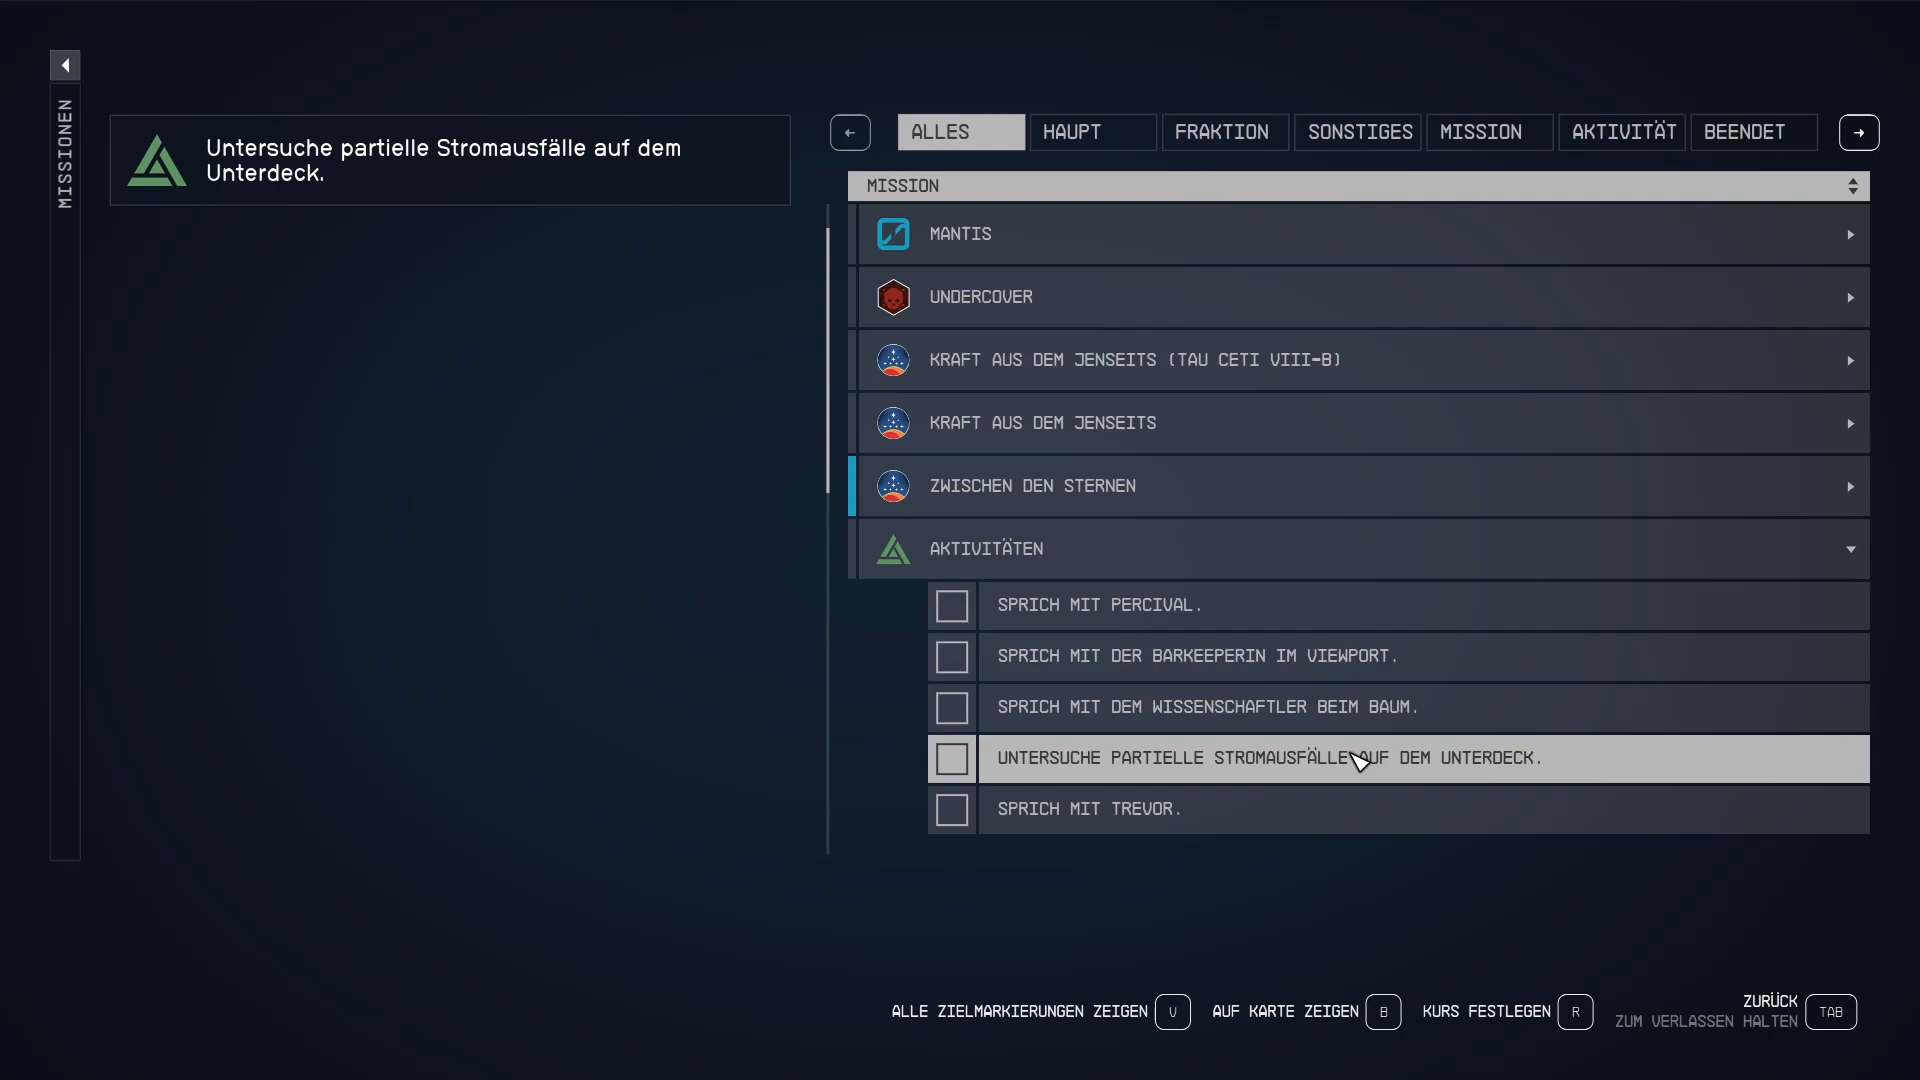 MISSIONEN
Untersuche partielle Stromausfälle auf dem
Unterdeck.
ALLES
HAUPT
FRAKTION
SONSTIGES
MISSION
AKTIVITÄT
BEENDET
MISSION
MANTIS
UNDERCOVER
KRAFT AUS DEM JENSEITS (TAU CETI VIII-B)
KRAFT AUS DEM JENSEITS
ZWISCHEN DEN STERNEN
AKTIVITÄTEN
SPRICH MIT PERCIVAL.
SPRICH MIT DER BARKEEPERIN IM VIEWPORT.
SPRICH MIT DEM WISSENSCHAFTLER BEIM BAUM.
UNTERSUCHE PARTIELLE STROMAUSFÄLLE AUF DEM UNTERDECK.
SPRICH MIT TREVOR.
ALLE ZIELMARKIERUNGEN ZEIGEN V
AUF KARTE ZEIGEN B
KURS FESTLEGEN R
ZURÜCK
ZUM VERLASSEN HALTEN TAB